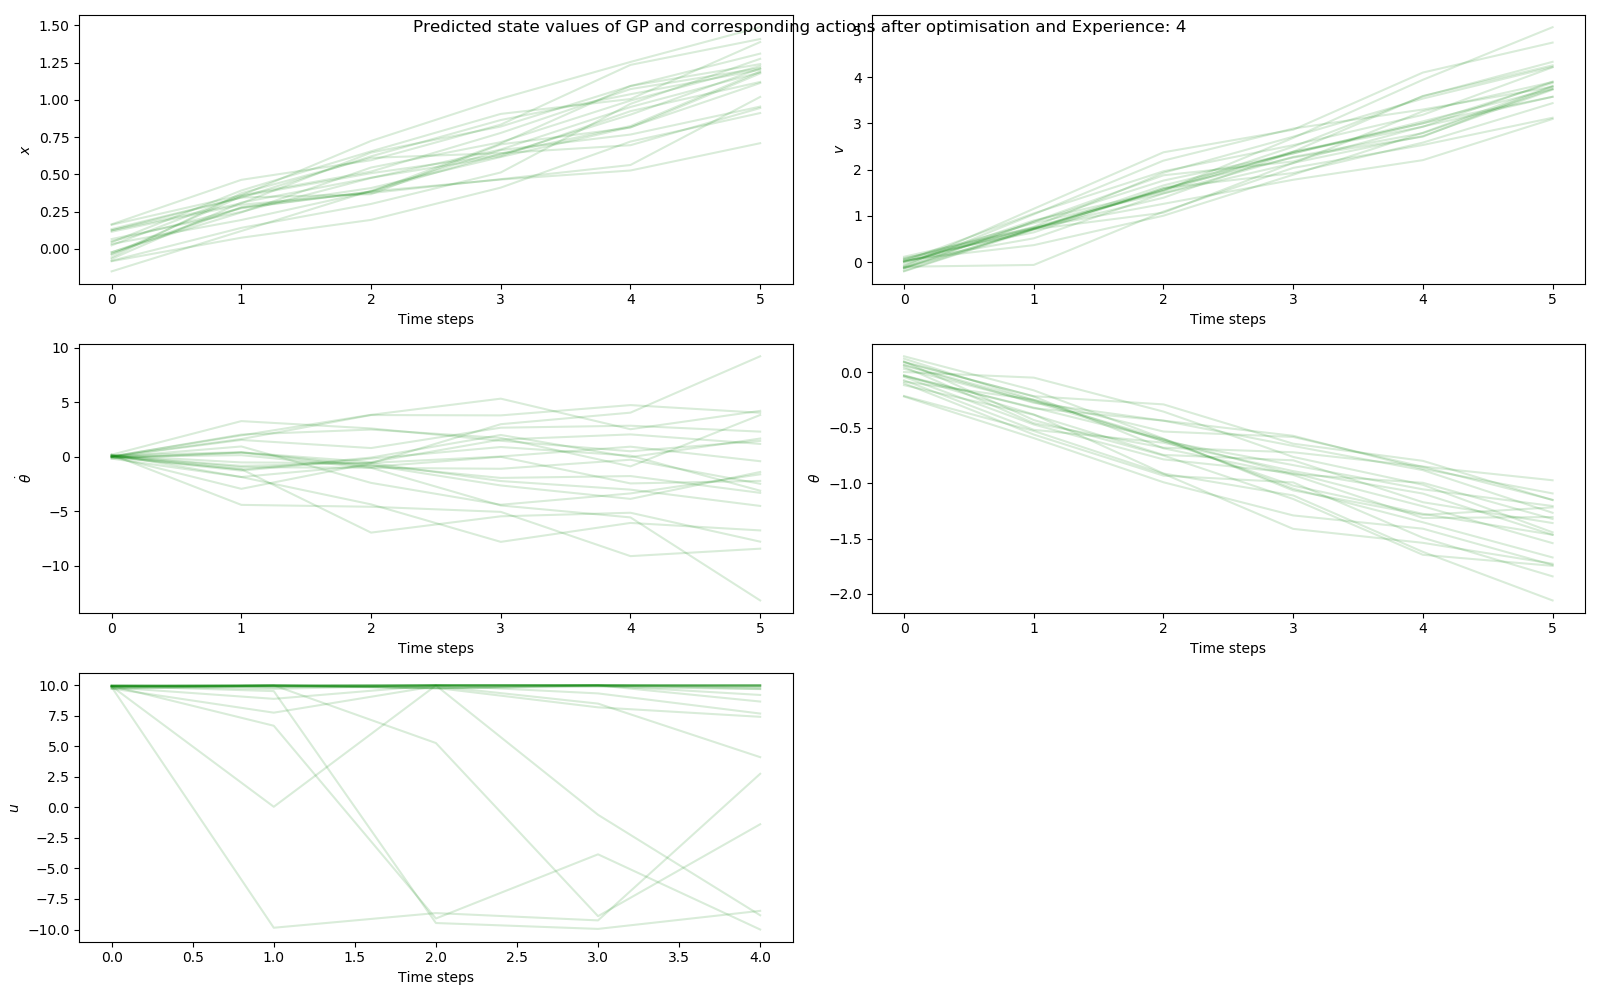 Predicted state values of GP and corresponding actions after optimisation and Experience: 4
1.50
1.25
1.00
0.75
0.50
0.25
0.00
x
0 1 2 3 4 5
Time steps
5
4
3
2
1
0
v
0 1 2 3 4 5
Time steps
10
5
0
−5
−10
θ̇
0 1 2 3 4 5
Time steps
0.0
−0.5
−1.0
−1.5
−2.0
θ
0 1 2 3 4 5
Time steps
10.0
7.5
5.0
2.5
0.0
−2.5
−5.0
−7.5
−10.0
u
0.0 0.5 1.0 1.5 2.0 2.5 3.0 3.5 4.0
Time steps